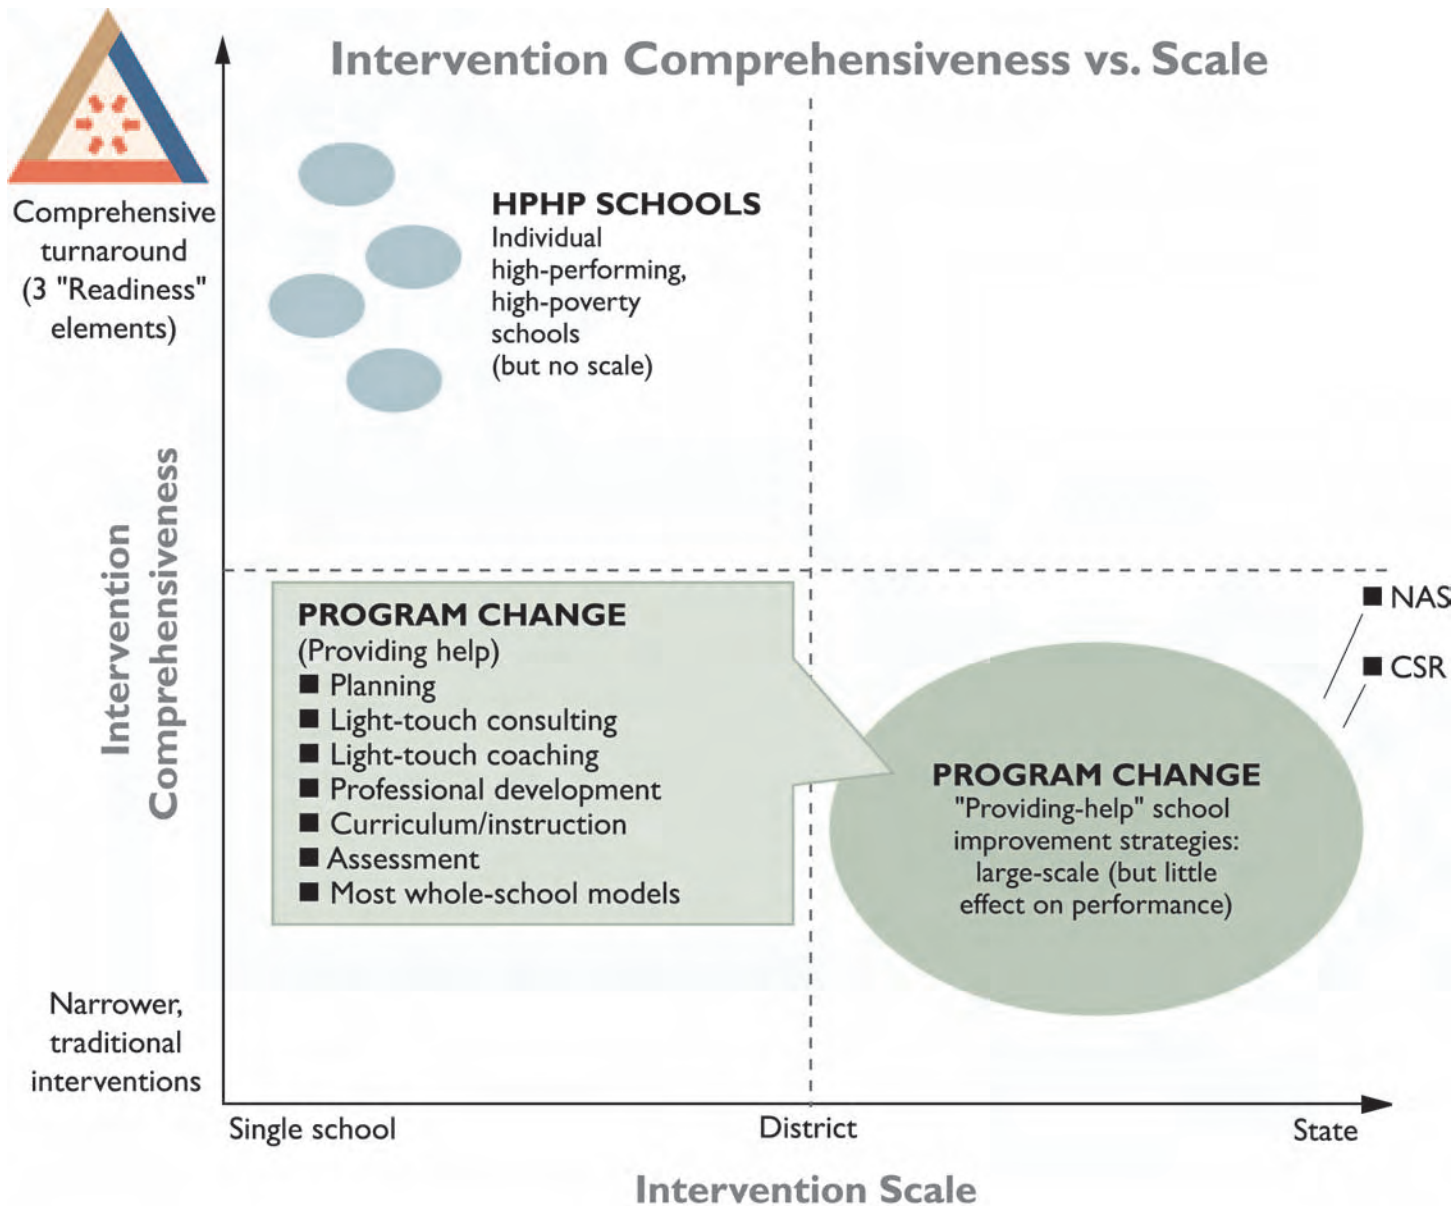 Intervention Comprehensiveness vs. Scale
Comprehensive
turnaround
(3 "Readiness"
elements)
HPHP SCHOOLS
Individual
high-performing,
high-poverty
schools
(but no scale)
Intervention
Comprehensiveness
PROGRAM CHANGE
(Providing help)
■ Planning
■ Light-touch consulting
■ Light-touch coaching
■ Professional development
■ Curriculum/instruction
■ Assessment
■ Most whole-school models
■ NAS
■ CSR
PROGRAM CHANGE
"Providing-help" school
improvement strategies:
large-scale (but little
effect on performance)
Narrower,
traditional
interventions
Single school
District
State
Intervention Scale